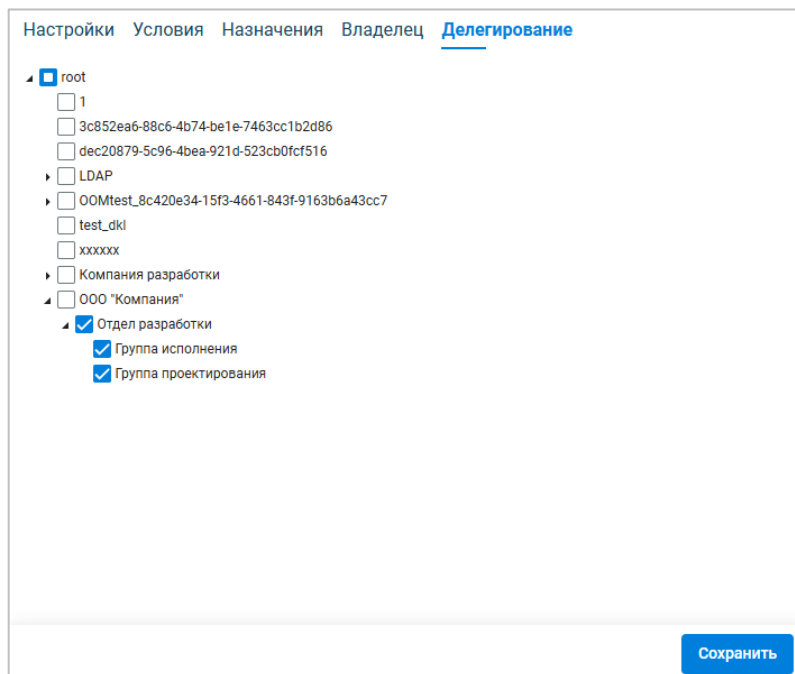 Настройки Условия Назначения Владелец Делегирование
root
1
3c852ea6-88c6-4b74-be1e-7463cc1b2d86
dec20879-5c96-4bea-921d-523cb0fcf516
LDAP
OOMtest_8c420e34-15f3-4661-843f-9163b6a43cc7
test_dkl
xxxxxx
Компания разработки
ООО "Компания"
Отдел разработки
Группа исполнения
Группа проектирования
Сохранить